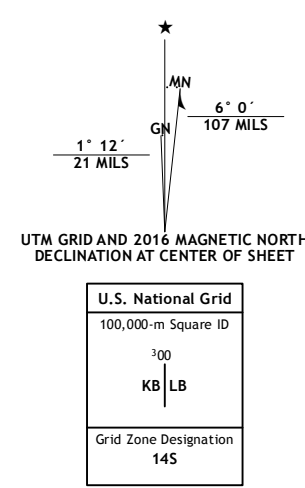 ★
MN
GN
6° 0´
107 MILS
1° 12´
21 MILS
UTM GRID AND 2016 MAGNETIC NORTH
DECLINATION AT CENTER OF SHEET
U.S. National Grid
100,000-m Square ID
³00
KB LB
Grid Zone Designation
14S